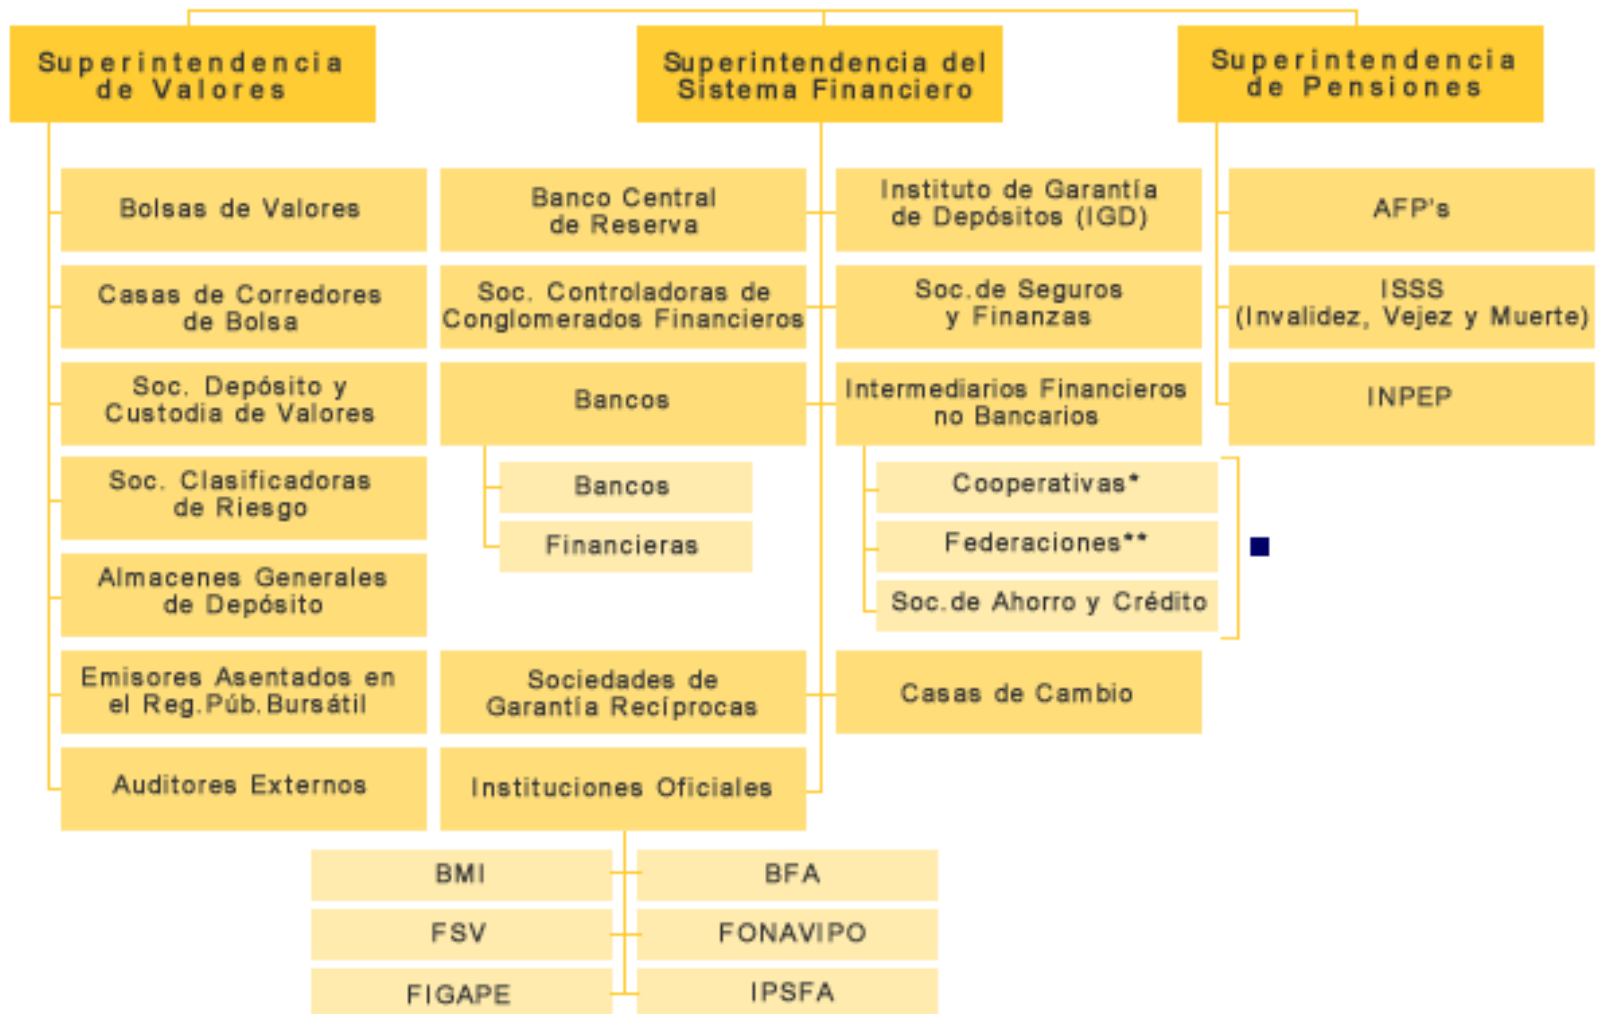 Superintendencia
de Valores
Superintendencia del
Sistema Financiero
Superintendencia
de Pensiones
Bolsas de Valores
Casas de Corredores
de Bolsa
Soc. Depósito y
Custodia de Valores
Soc. Clasificadoras
de Riesgo
Almacenes Generales
de Depósito
Emisores Asentados en
el Reg.Púb.Bursátil
Auditores Externos
Banco Central
de Reserva
Soc. Controladoras de
Conglomerados Financieros
Bancos
Bancos
Financieras
Sociedades de
Garantía Recíprocas
Instituciones Oficiales
BMI
BFA
FSV
FONAVIPO
FIGAPE
IPSFA
Instituto de Garantía
de Depósitos (IGD)
Soc.de Seguros
y Finanzas
Intermediarios Financieros
no Bancarios
Cooperativas*
Federaciones**
Soc.de Ahorro y Crédito
Casas de Cambio
AFP's
ISSS
(Invalidez, Vejez y Muerte)
INPEP